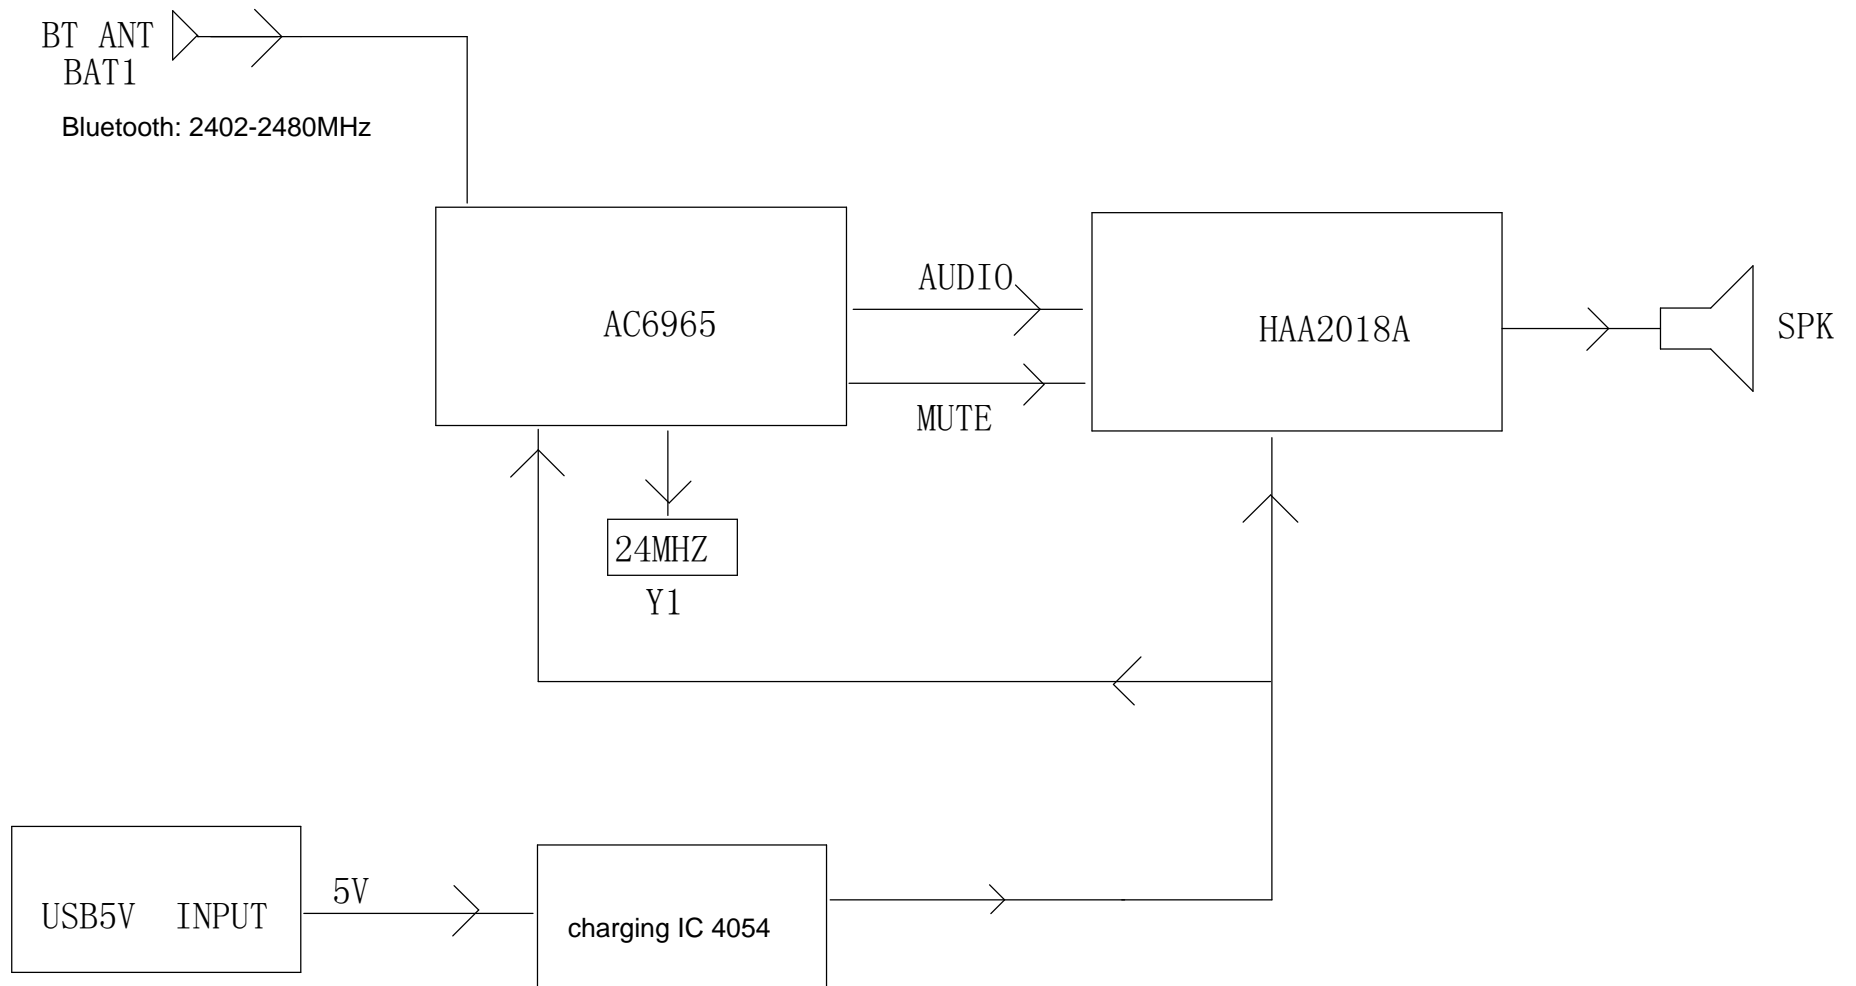 BT ANT
BAT1
Bluetooth: 2402-2480MHz
AUDIO
AC6965
HAA2018A
SPK
MUTE
24MHZ
Y1
5V
USB5V INPUT
charging IC 4054